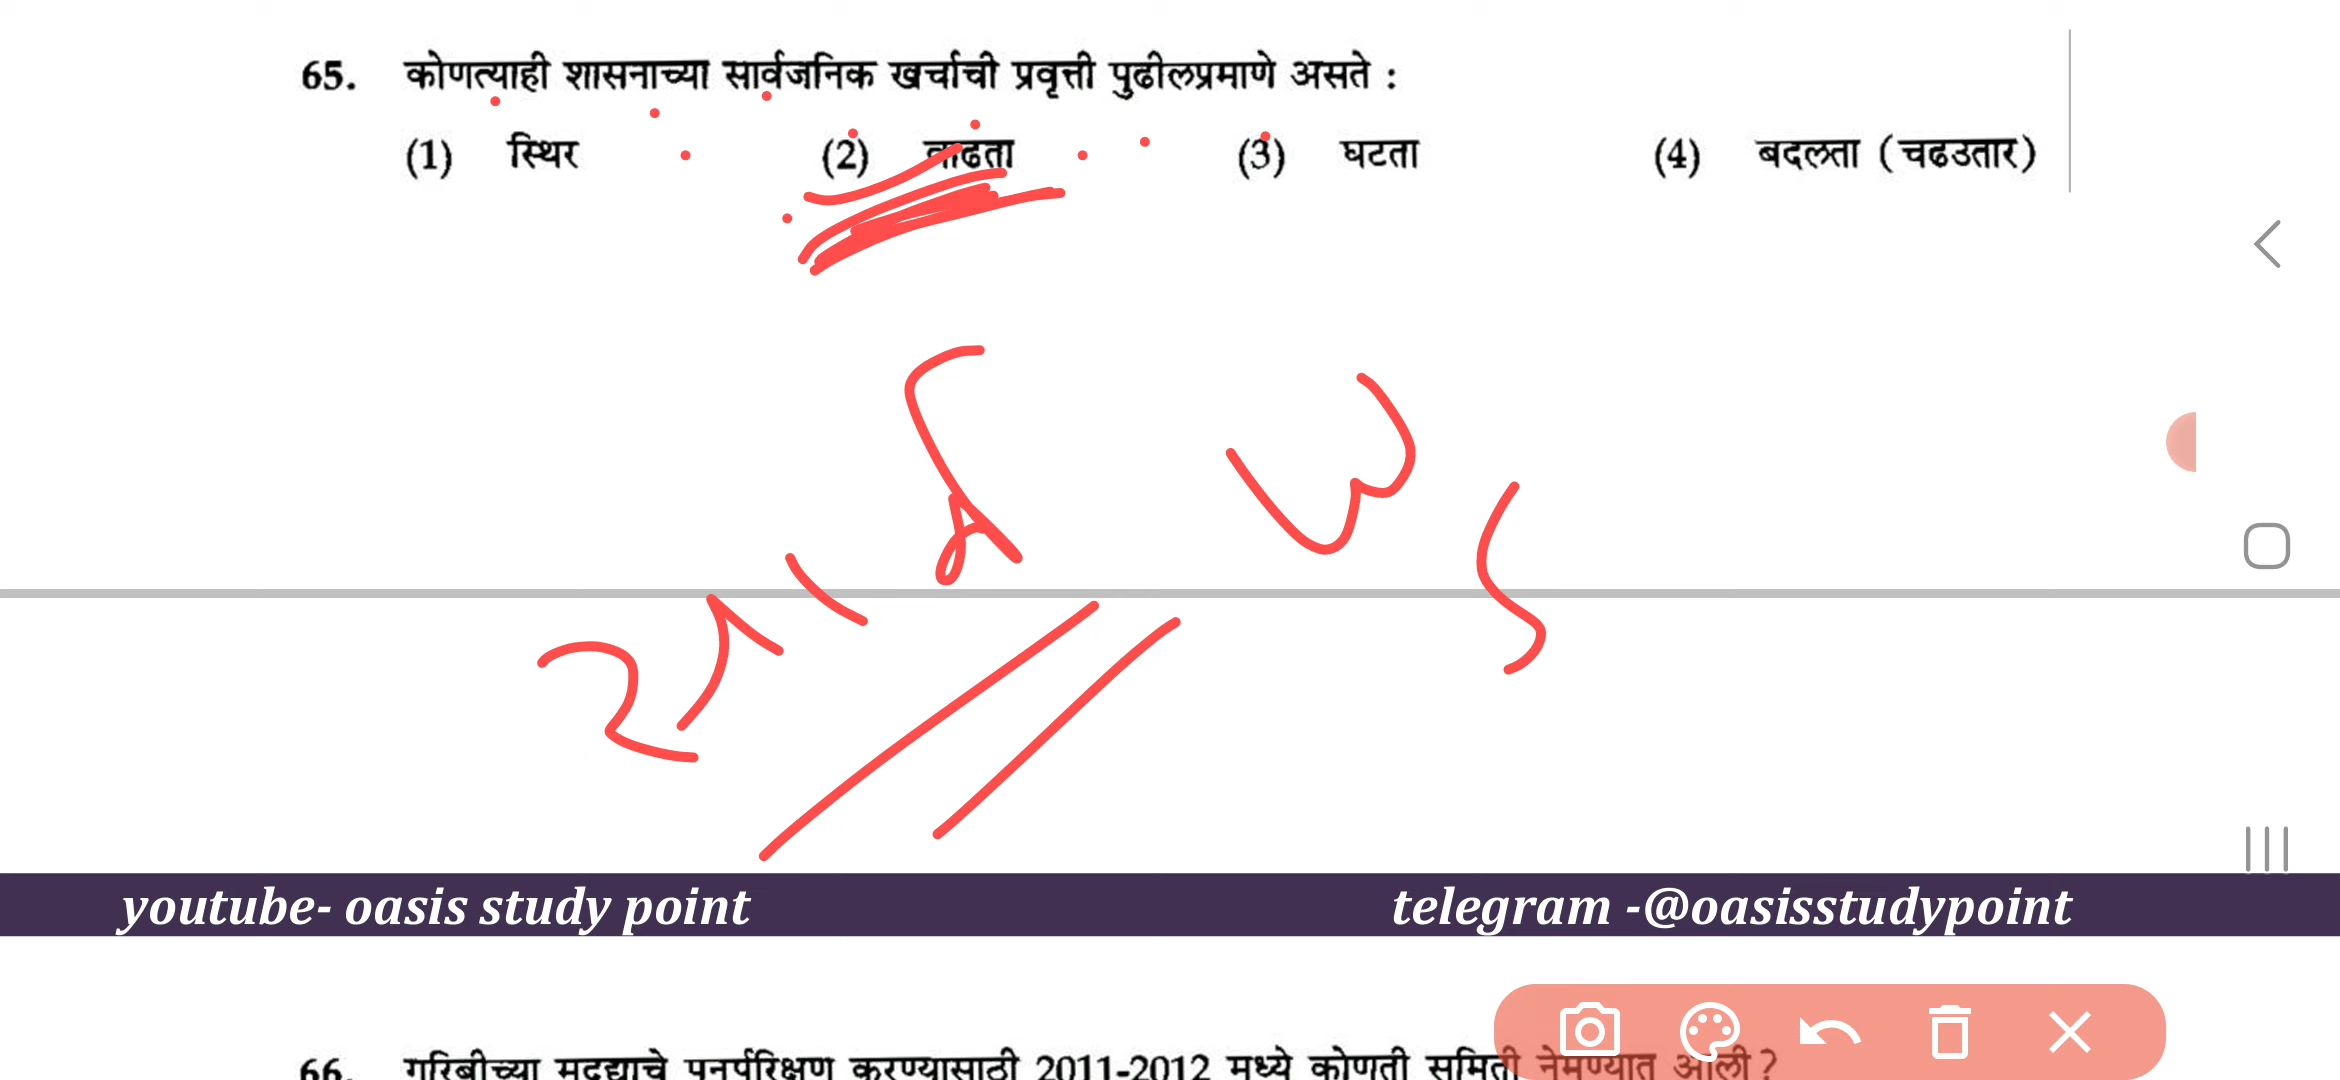 65. कोणत्याही शासनाच्या सार्वजनिक खर्चाची प्रवृत्ती पुढीलप्रमाणे असते :
(1) स्थिर (2) वाढता (3) घटता (4) बदलता (चढउतार)
youtube- oasis study point telegram -@oasisstudypoint
66. गरिबीच्या मुद्द्याचे पुनर्परिक्षण करण्यासाठी 2011-2012 मध्ये कोणती समिती नेमण्यात आली ?